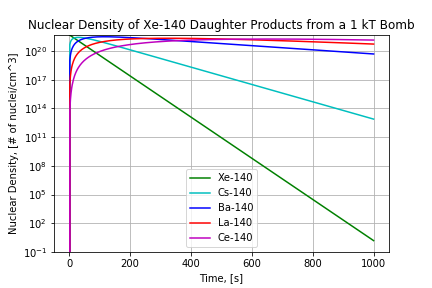 Nuclear Density of Xe-140 Daughter Products from a 1 kT Bomb
Nuclear Density, [# of nuclei/cm^3]
10^20
10^17
10^14
10^11
10^8
10^5
10^2
10^-1
Xe-140
Cs-140
Ba-140
La-140
Ce-140
0 200 400 600 800 1000
Time, [s]